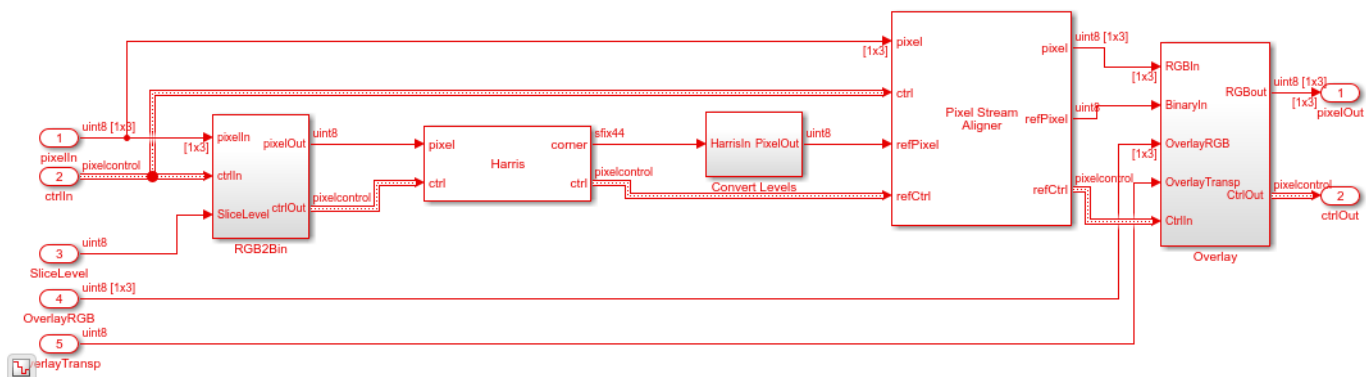 uint8 [1x3]
[1x3]
pixel
pixel
uint8 [1x3]
[1x3]
RGBIn
RGBout
uint8 [1x3]
[1x3]
1
pixelOut
ctrl
Pixel Stream
Aligner
refPixel
uint8
BinaryIn
1
uint8 [1x3]
pixelIn
[1x3]
pixelIn
pixelOut
uint8
pixel
Harris
corner
sfix44
HarrisIn PixelOut
uint8
refPixel
OverlayRGB
[1x3]
2
pixelcontrol
ctrlIn
ctrlIn
ctrlOut
pixelcontrol
ctrl
ctrl
pixelcontrol
Convert Levels
refCtrl
refCtrl
pixelcontrol
OverlayTransp
CtrlOut
pixelcontrol
2
ctrlOut
SliceLevel
RGB2Bin
CtrlIn
Overlay
3
uint8
SliceLevel
4
uint8 [1x3]
OverlayRGB
5
uint8
verlayTransp